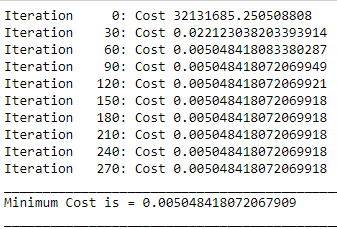 Iteration    0: Cost 32131685.250508808
Iteration   30: Cost 0.022123038203393914
Iteration   60: Cost 0.005048418083380287
Iteration   90: Cost 0.005048418072069949
Iteration  120: Cost 0.005048418072069921
Iteration  150: Cost 0.005048418072069918
Iteration  180: Cost 0.005048418072069918
Iteration  210: Cost 0.005048418072069918
Iteration  240: Cost 0.005048418072069918
Iteration  270: Cost 0.005048418072069918
Minimum Cost is = 0.005048418072067909